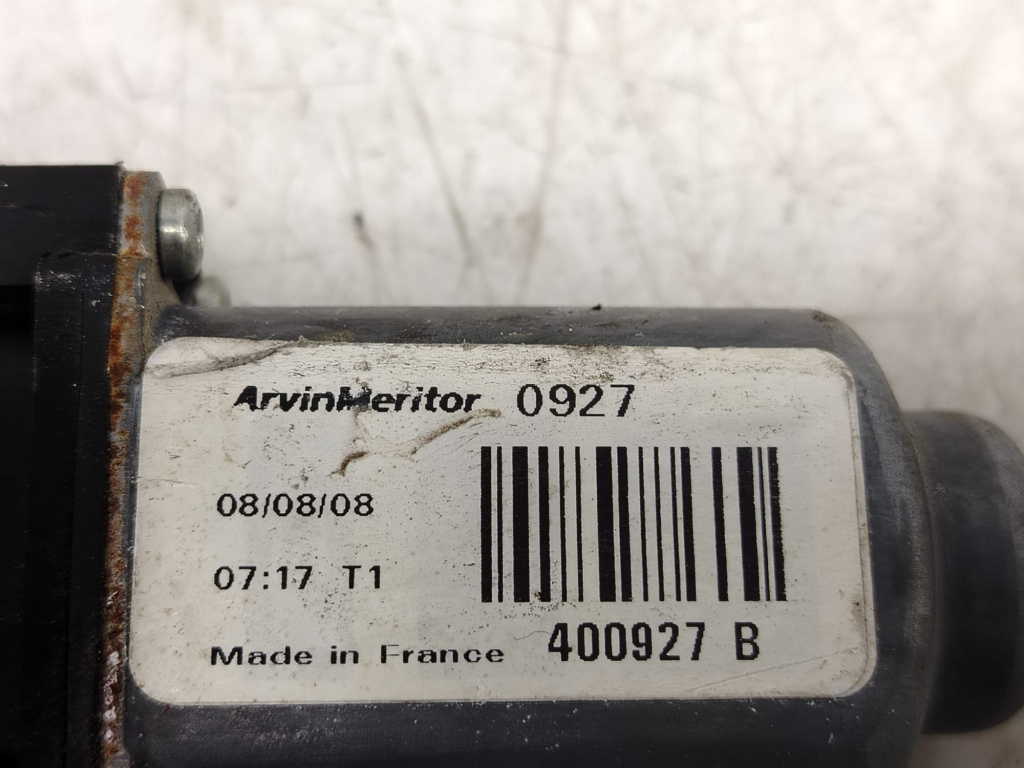 ArvinMeritor 0927
08/08/08
07:17 T1
Made in France 400927 B